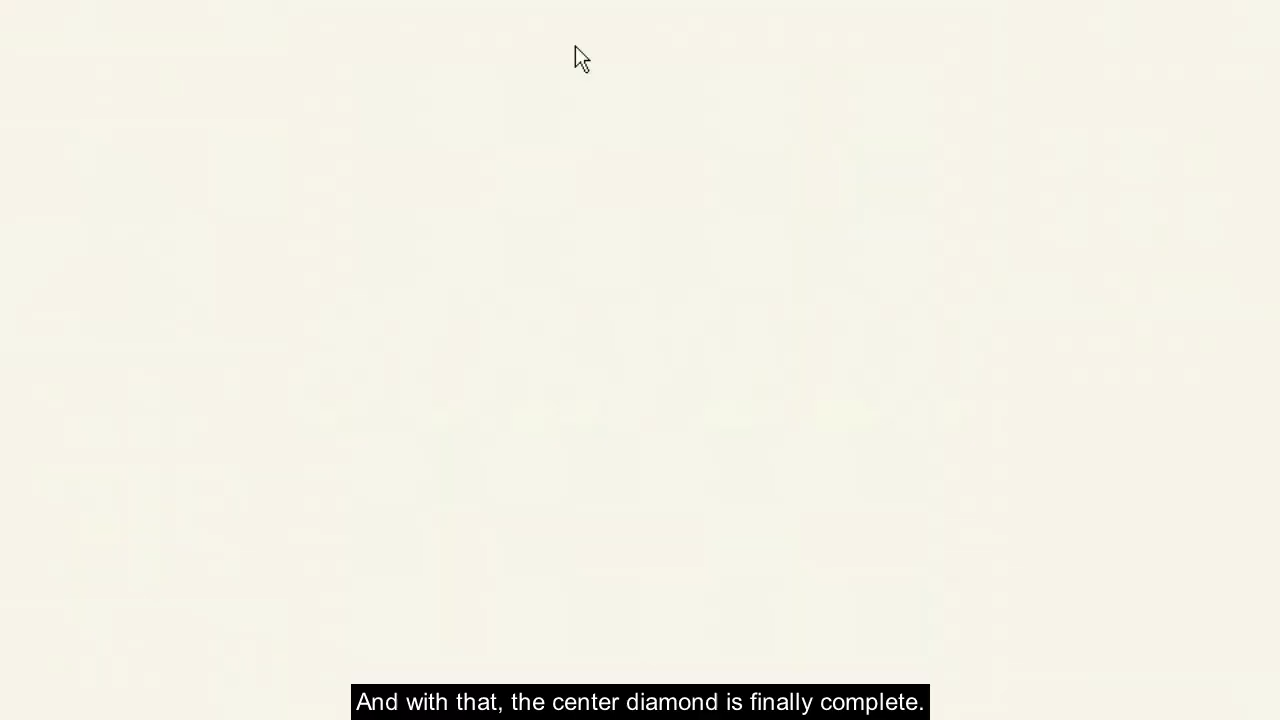 And with that, the center diamond is finally complete.